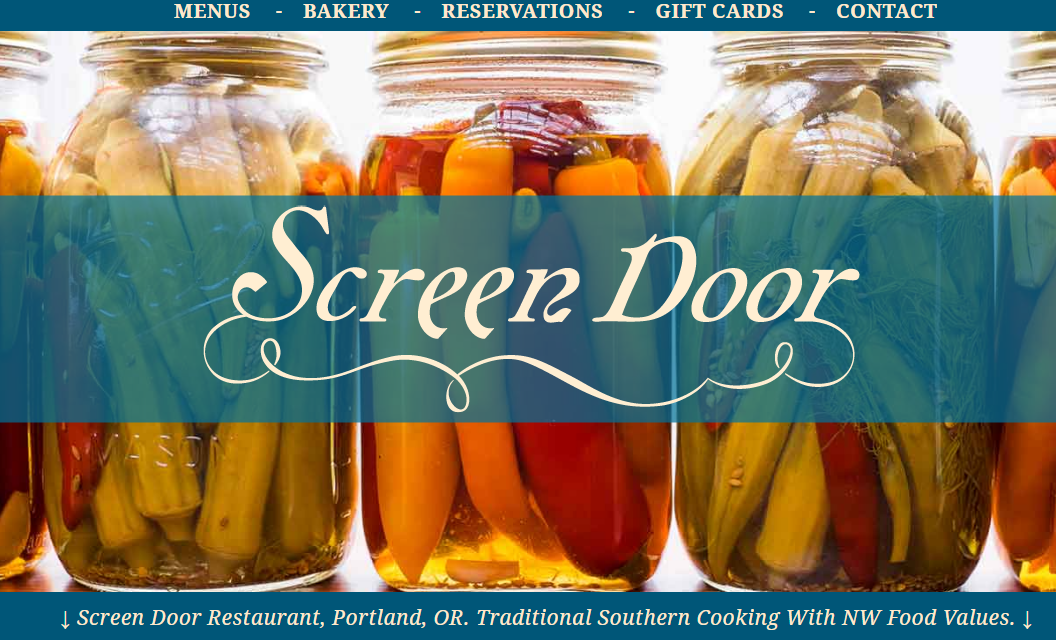 MENUS - BAKERY - RESERVATIONS - GIFT CARDS - CONTACT
Screen Door
MASON
↓ Screen Door Restaurant, Portland, OR. Traditional Southern Cooking With NW Food Values. ↓